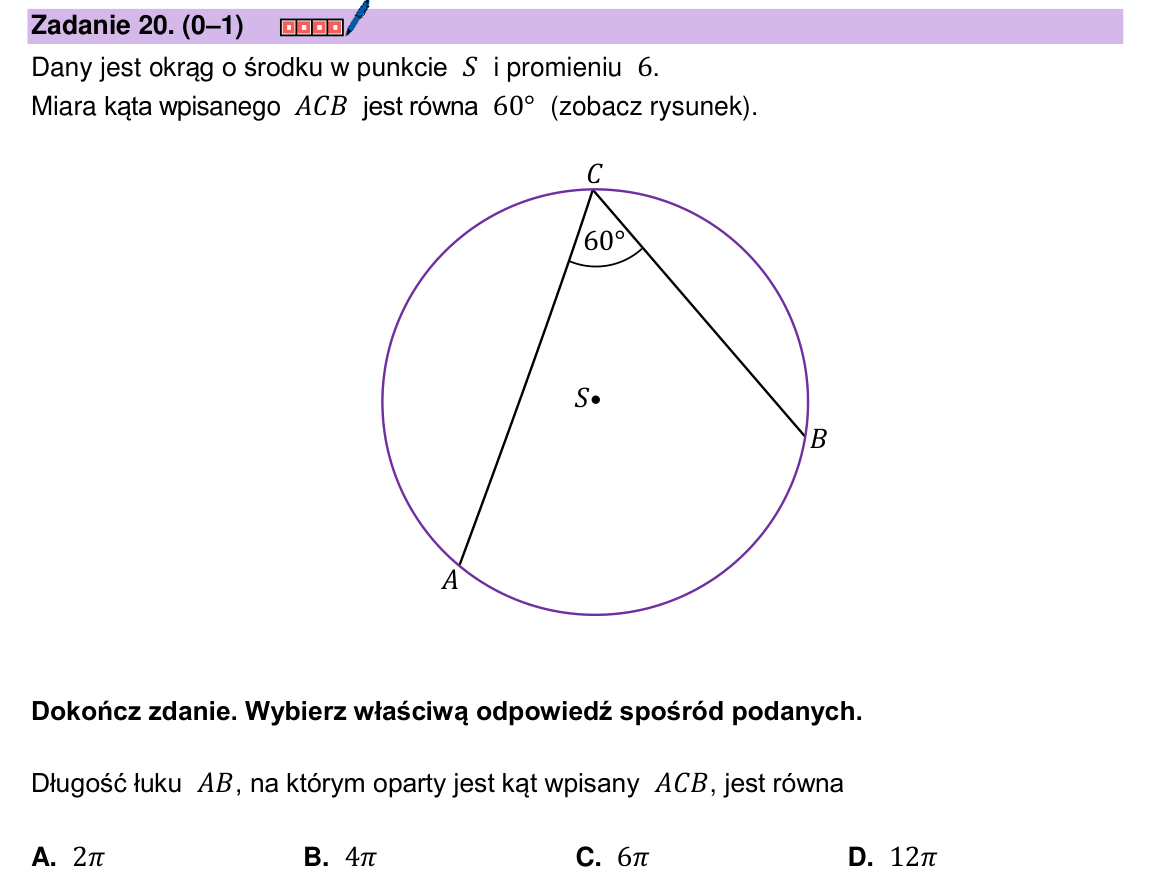 Zadanie 20. (0–1)
Dany jest okrąg o środku w punkcie S i promieniu 6.
Miara kąta wpisanego ACB jest równa 60° (zobacz rysunek).
C
60°
S
B
A
Dokończ zdanie. Wybierz właściwą odpowiedź spośród podanych.
Długość łuku AB, na którym oparty jest kąt wpisany ACB, jest równa
A. 2π B. 4π C. 6π D. 12π